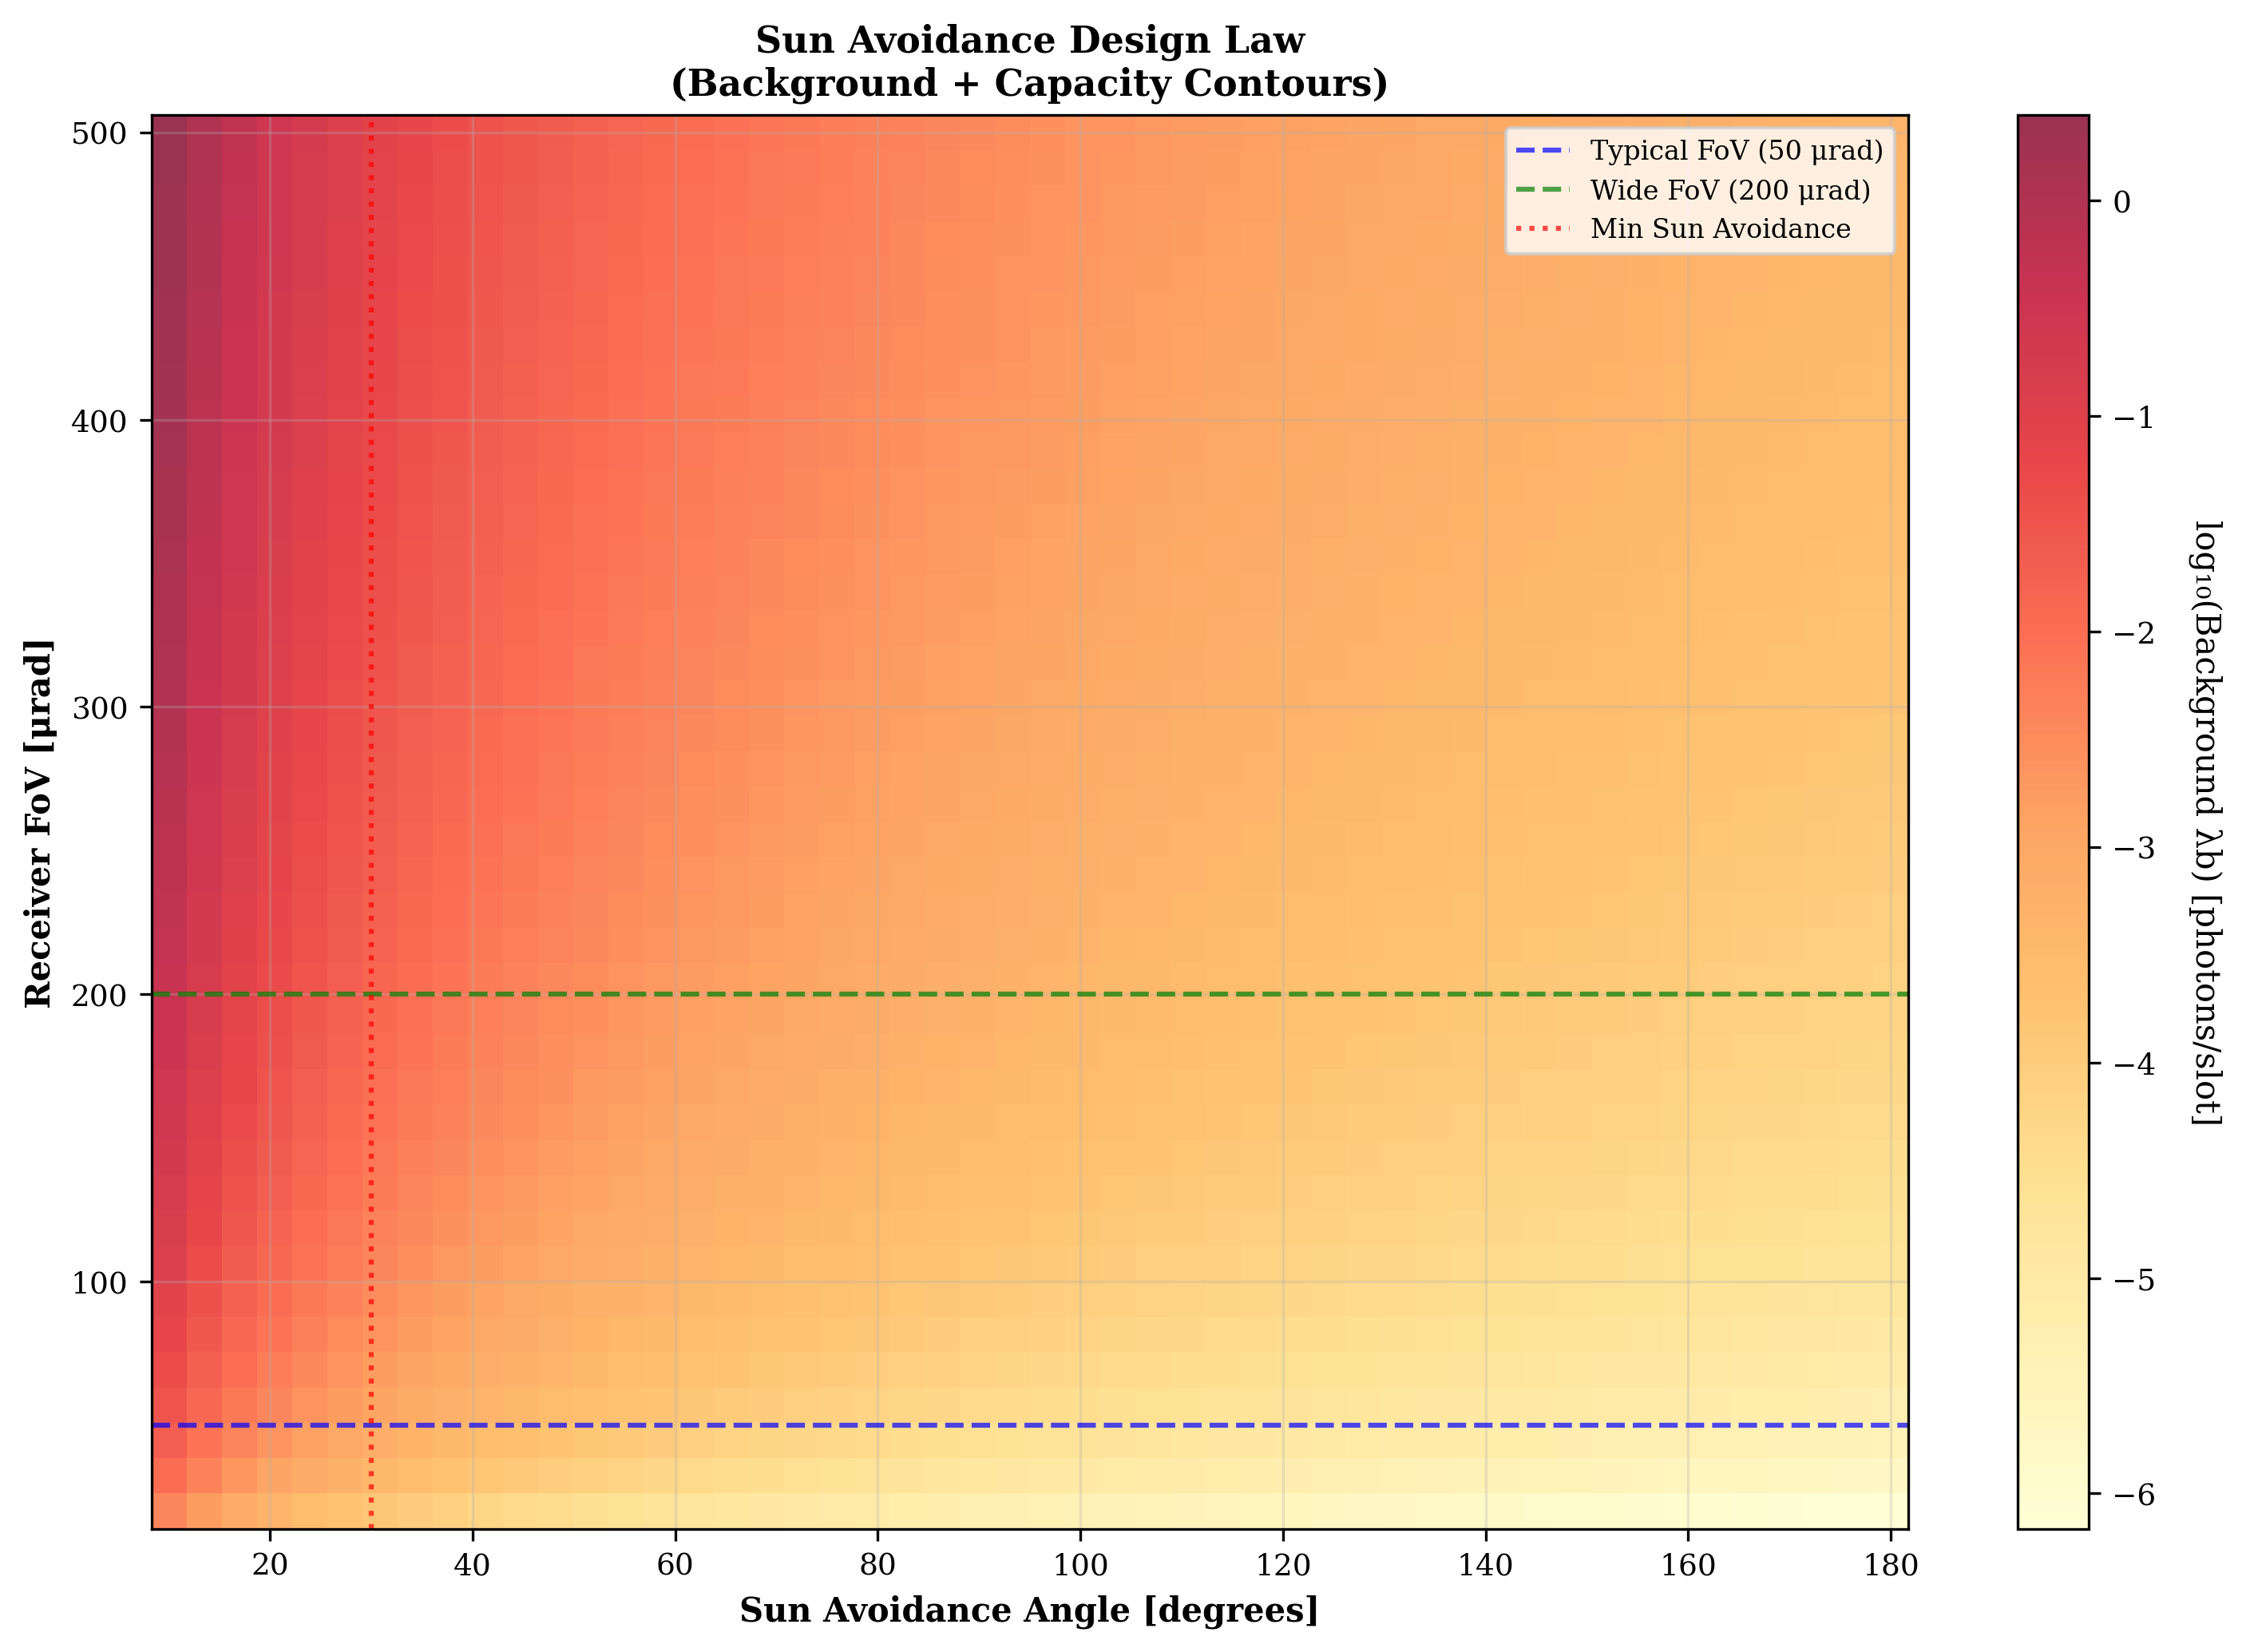 Sun Avoidance Design Law
(Background + Capacity Contours)
Typical FoV (50 μrad)
Wide FoV (200 μrad)
Min Sun Avoidance
Receiver FoV [μrad]
500
400
300
200
100
20 40 60 80 100 120 140 160 180
Sun Avoidance Angle [degrees]
0
−1
−2
−3
−4
−5
−6
log₁₀(Background λb) [photons/slot]